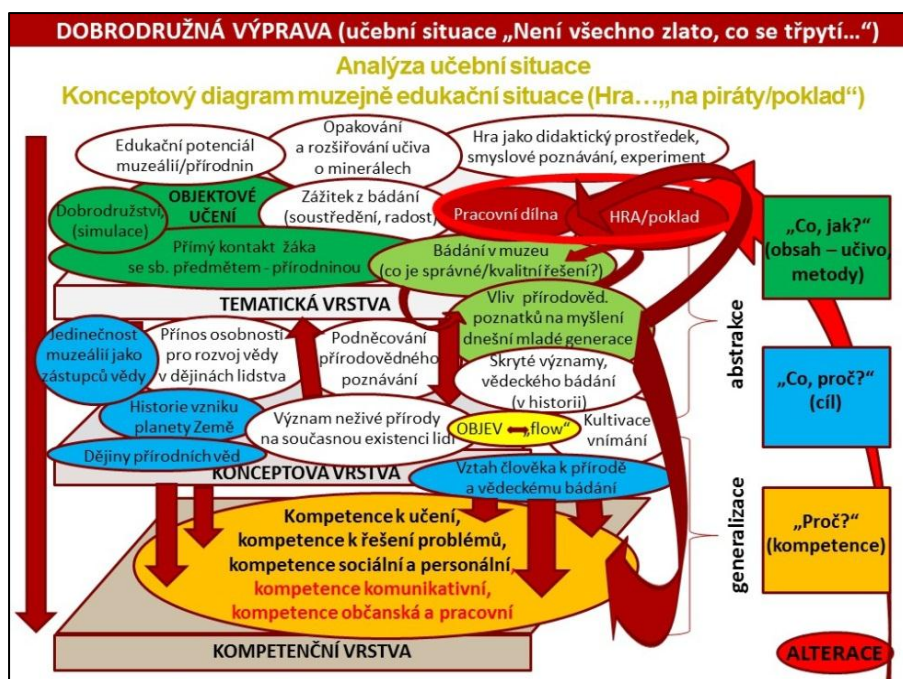 DOBRODRUŽNÁ VÝPRAVA (učební situace „Není všechno zlato, co se třpytí…“)
Analýza učební situace
Konceptový diagram muzejně edukační situace (Hra…„na piráty/poklad“)
Edukační potenciál
muzeálií/přírodnin
Opakování
a rozšiřování učiva
o minerálech
Hra jako didaktický prostředek,
smyslové poznávání, experiment
Dobrodružství,
(simulace)
OBJEKTOVÉ
UČENÍ
Zážitek z bádání
(soustředění, radost)
Pracovní dílna
HRA/poklad
Přímý kontakt žáka
se sb. předmětem - přírodninou
Bádání v muzeu
(co je správné/kvalitní řešení?)
TEMATICKÁ VRSTVA
Vliv přírodověd.
poznatků na myšlení
dnešní mladé generace
Jedinečnost
muzeálií jako
zástupců vědy
Přínos osobnosti
pro rozvoj vědy
v dějinách lidstva
Podněcování
přírodovědného
poznávání
Skryté významy,
vědeckého bádání
(v historii)
Historie vzniku
planety Země
Význam neživé přírody
na současnou existenci lidí
OBJEV „flow“
Kultivace
vnímání
Dějiny přírodních věd
KONCEPTOVÁ VRSTVA
Vztah člověka k přírodě
a vědeckému bádání
Kompetence k učení,
kompetence k řešení problémů,
kompetence sociální a personální,
kompetence komunikativní,
kompetence občanská a pracovní
KOMPETENČNÍ VRSTVA
abstrakce
generalizace
„Co, jak?“
(obsah – učivo,
metody)
„Co, proč?“
(cíl)
„Proč?“
(kompetence)
ALTERACE